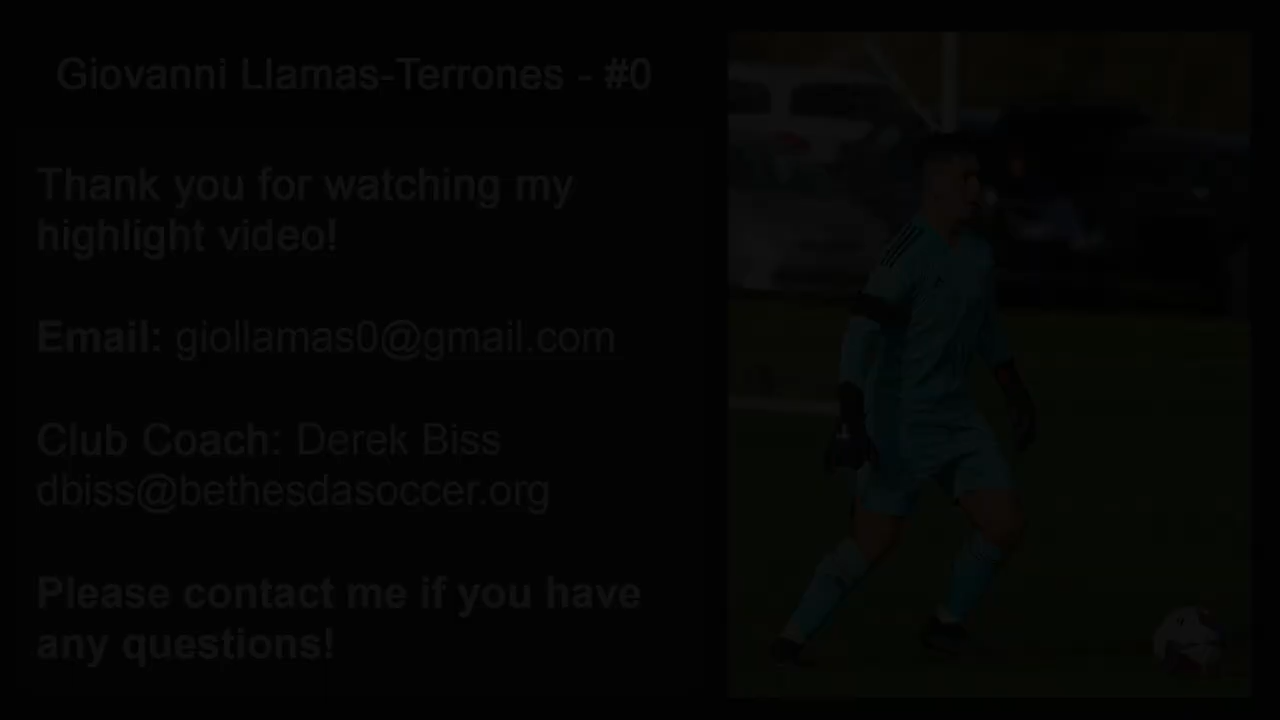 Giovanni Llamas-Terrones - #0
Thank you for watching my
highlight video!
Email: giollamas0@gmail.com
Club Coach: Derek Biss
dbiss@bethesdasoccer.org
Please contact me if you have
any questions!